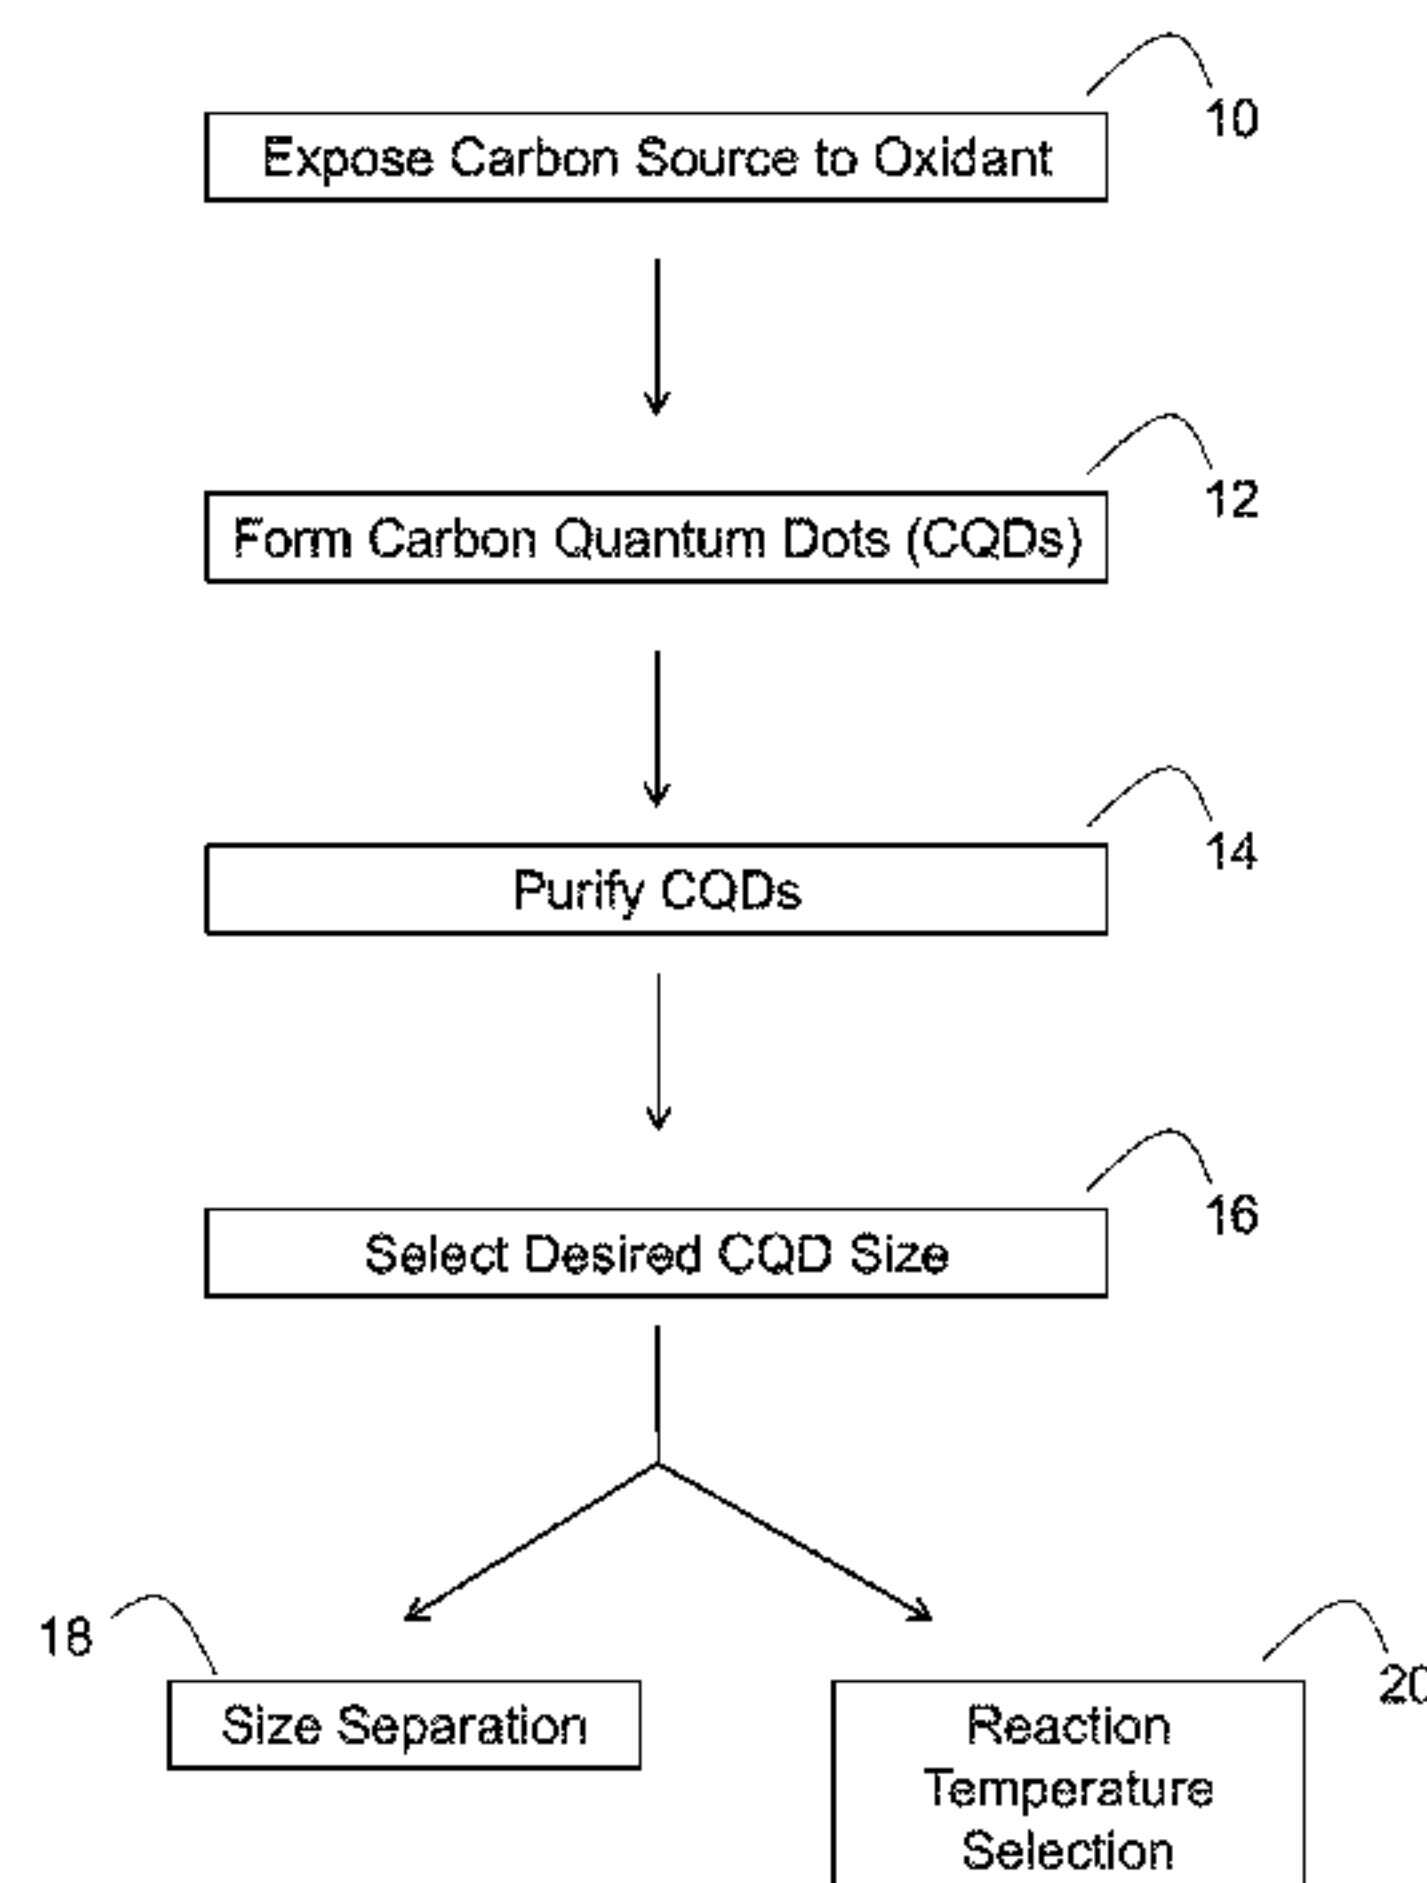 10
Expose Carbon Source to Oxidant
12
Form Carbon Quantum Dots (CQDs)
14
Purify CQDs
16
Select Desired CQD Size
18
Size Separation
20
Reaction
Temperature
Selection